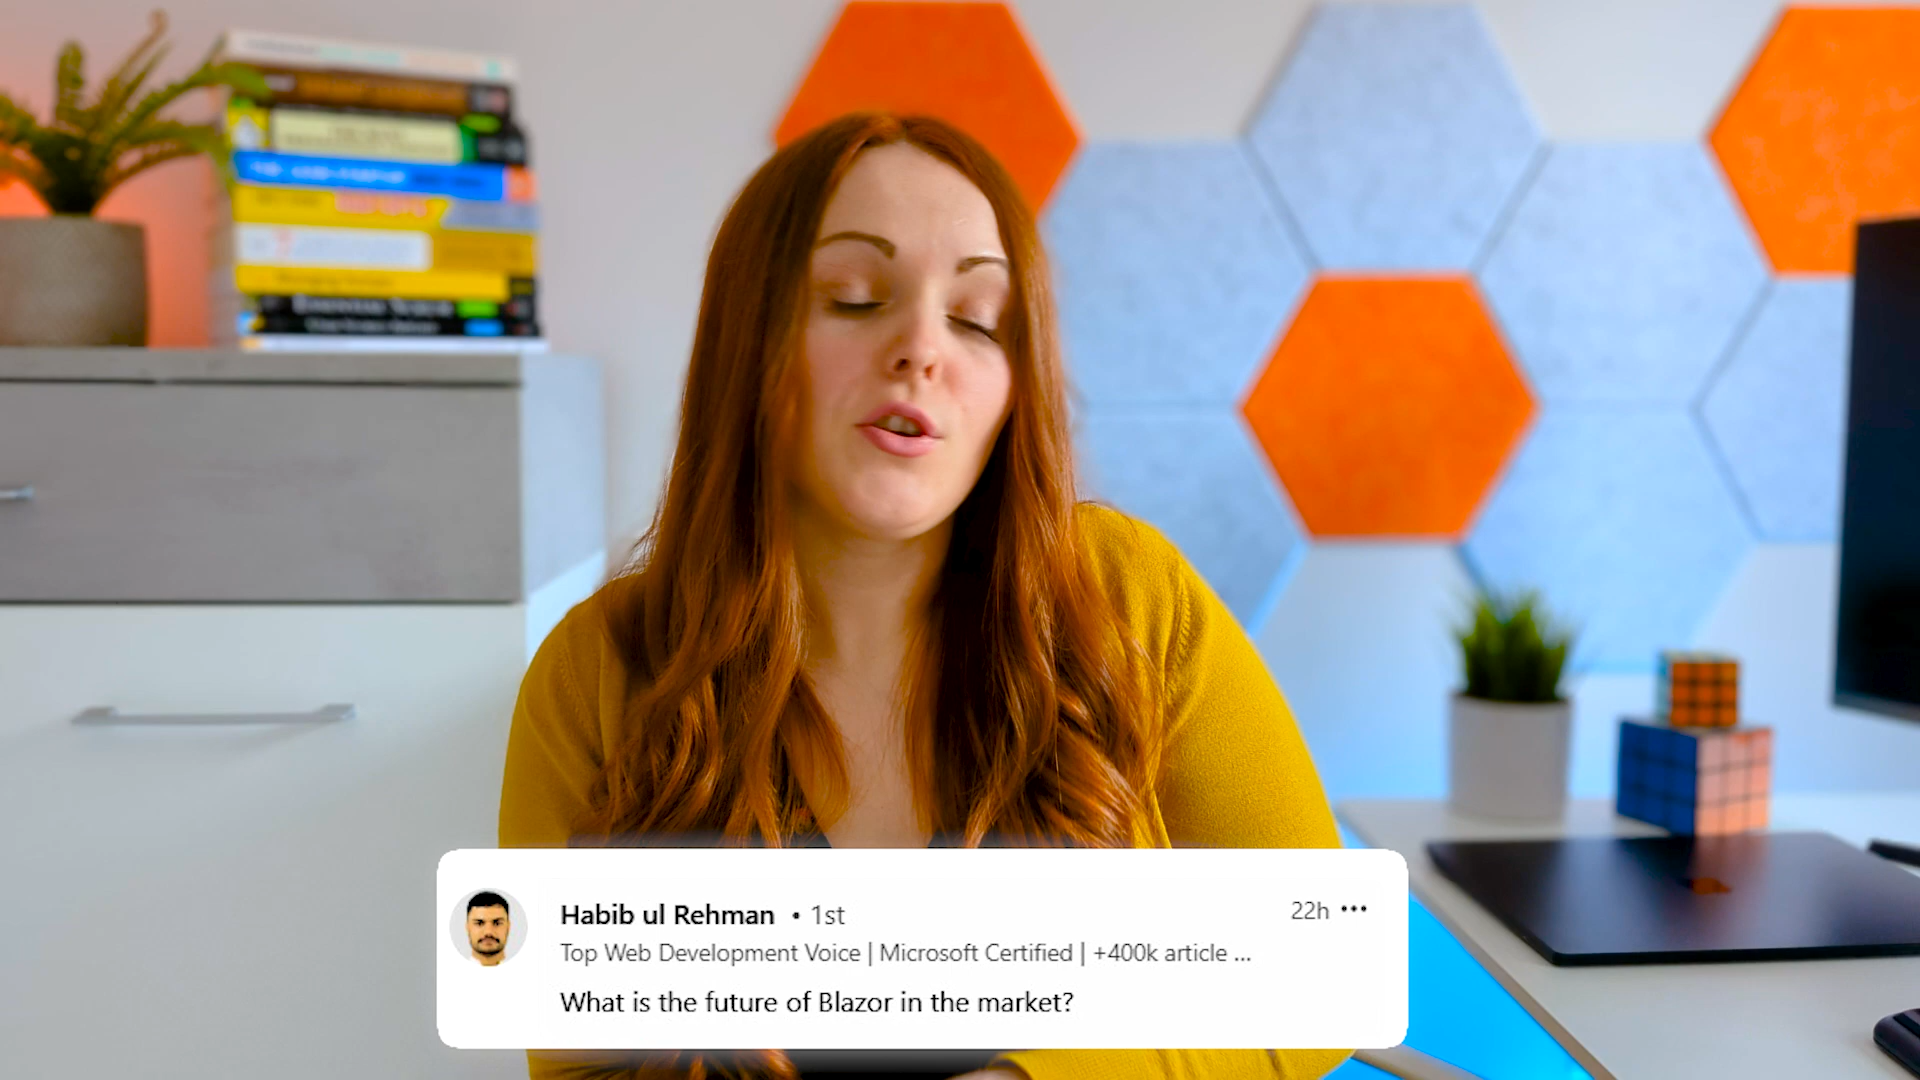 Habib ul Rehman • 1st
22h •••
Top Web Development Voice | Microsoft Certified | +400k article ...
What is the future of Blazor in the market?